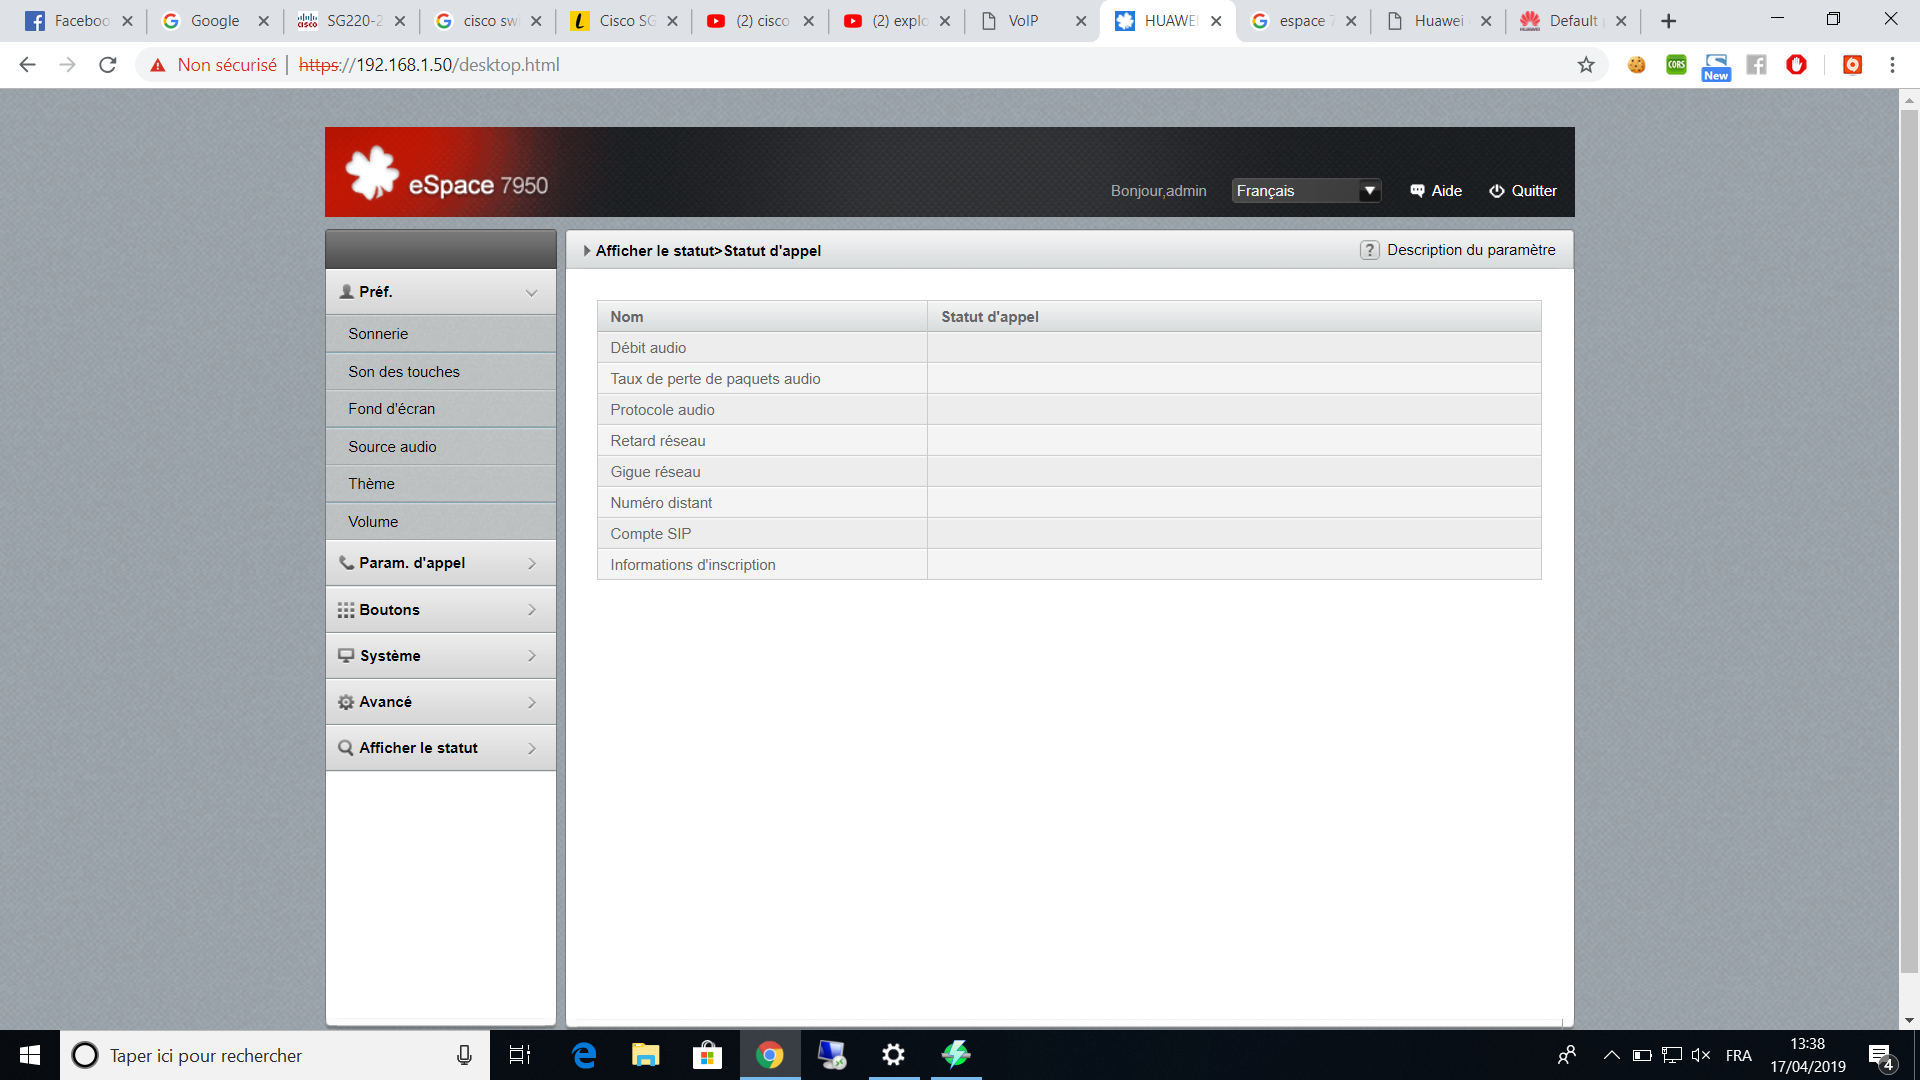 Faceboo
Google
SG220-2
cisco swi
Cisco SG
(2) cisco
(2) explo
VoIP
HUAWEI
espace 7
Huawei
Default
Non sécurisé
https://192.168.1.50/desktop.html
CORS
New
eSpace 7950
Bonjour,admin
Français
Aide
Quitter
Afficher le statut>Statut d'appel
? Description du paramètre
Préf.
Sonnerie
Son des touches
Fond d'écran
Source audio
Thème
Volume
Param. d'appel
Boutons
Système
Avancé
Afficher le statut
Nom Statut d'appel
Débit audio
Taux de perte de paquets audio
Protocole audio
Retard réseau
Gigue réseau
Numéro distant
Compte SIP
Informations d'inscription
Taper ici pour rechercher
FRA
13:38
17/04/2019
4